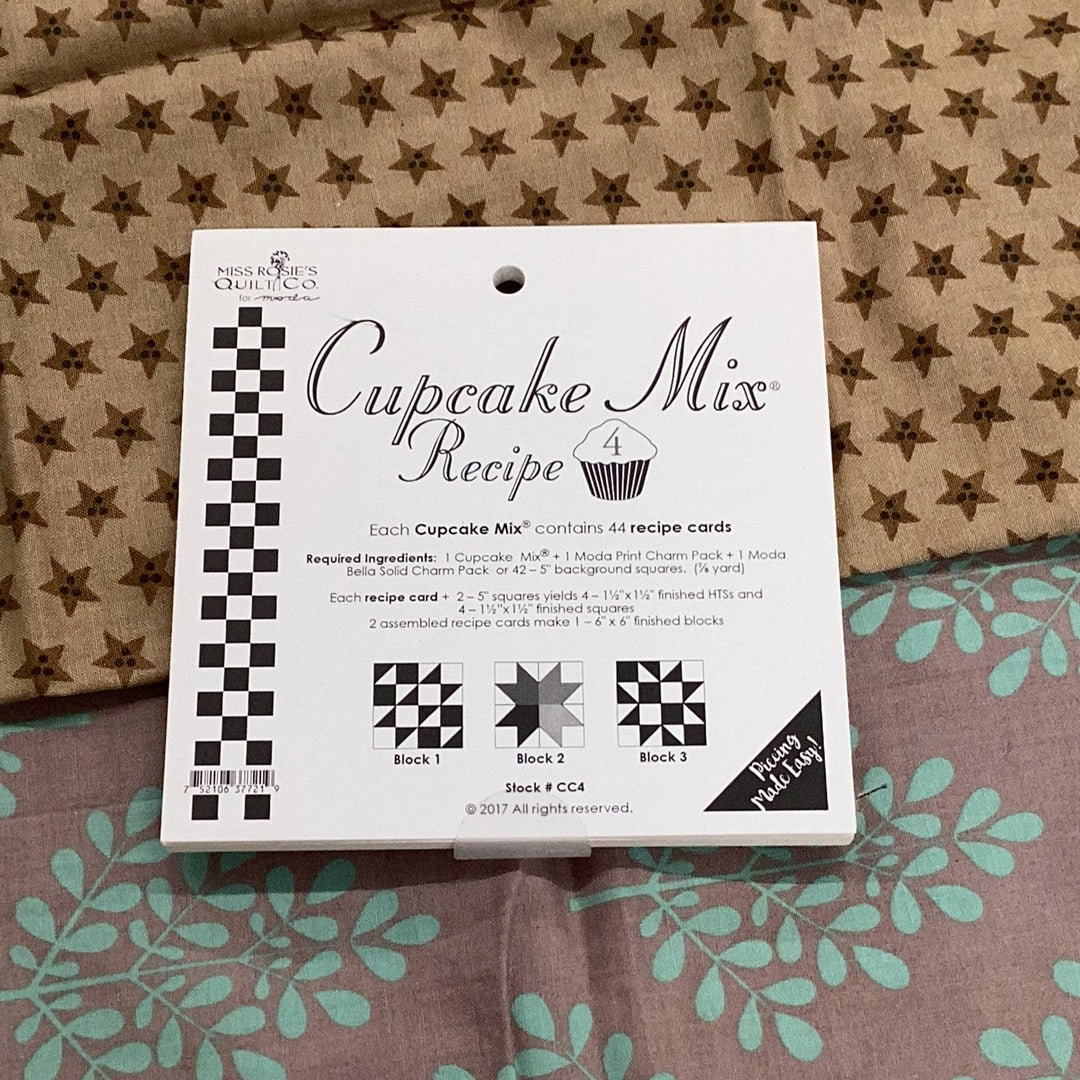 MISS ROSIE'S
QUILT CO.
for moda
Cupcake Mix®
Recipe 4
Each Cupcake Mix® contains 44 recipe cards
Required Ingredients: 1 Cupcake Mix® + 1 Moda Print Charm Pack + 1 Moda
Bella Solid Charm Pack or 42 – 5" background squares. (⅞ yard)
Each recipe card + 2 – 5" squares yields 4 – 1½"x1½" finished HTSs and
4 – 1½"x1½" finished squares
2 assembled recipe cards make 1 – 6" x 6" finished blocks
Block 1
Block 2
Block 3
Piecing
Made Easy!
7 52106 37721 9
Stock # CC4
© 2017 All rights reserved.